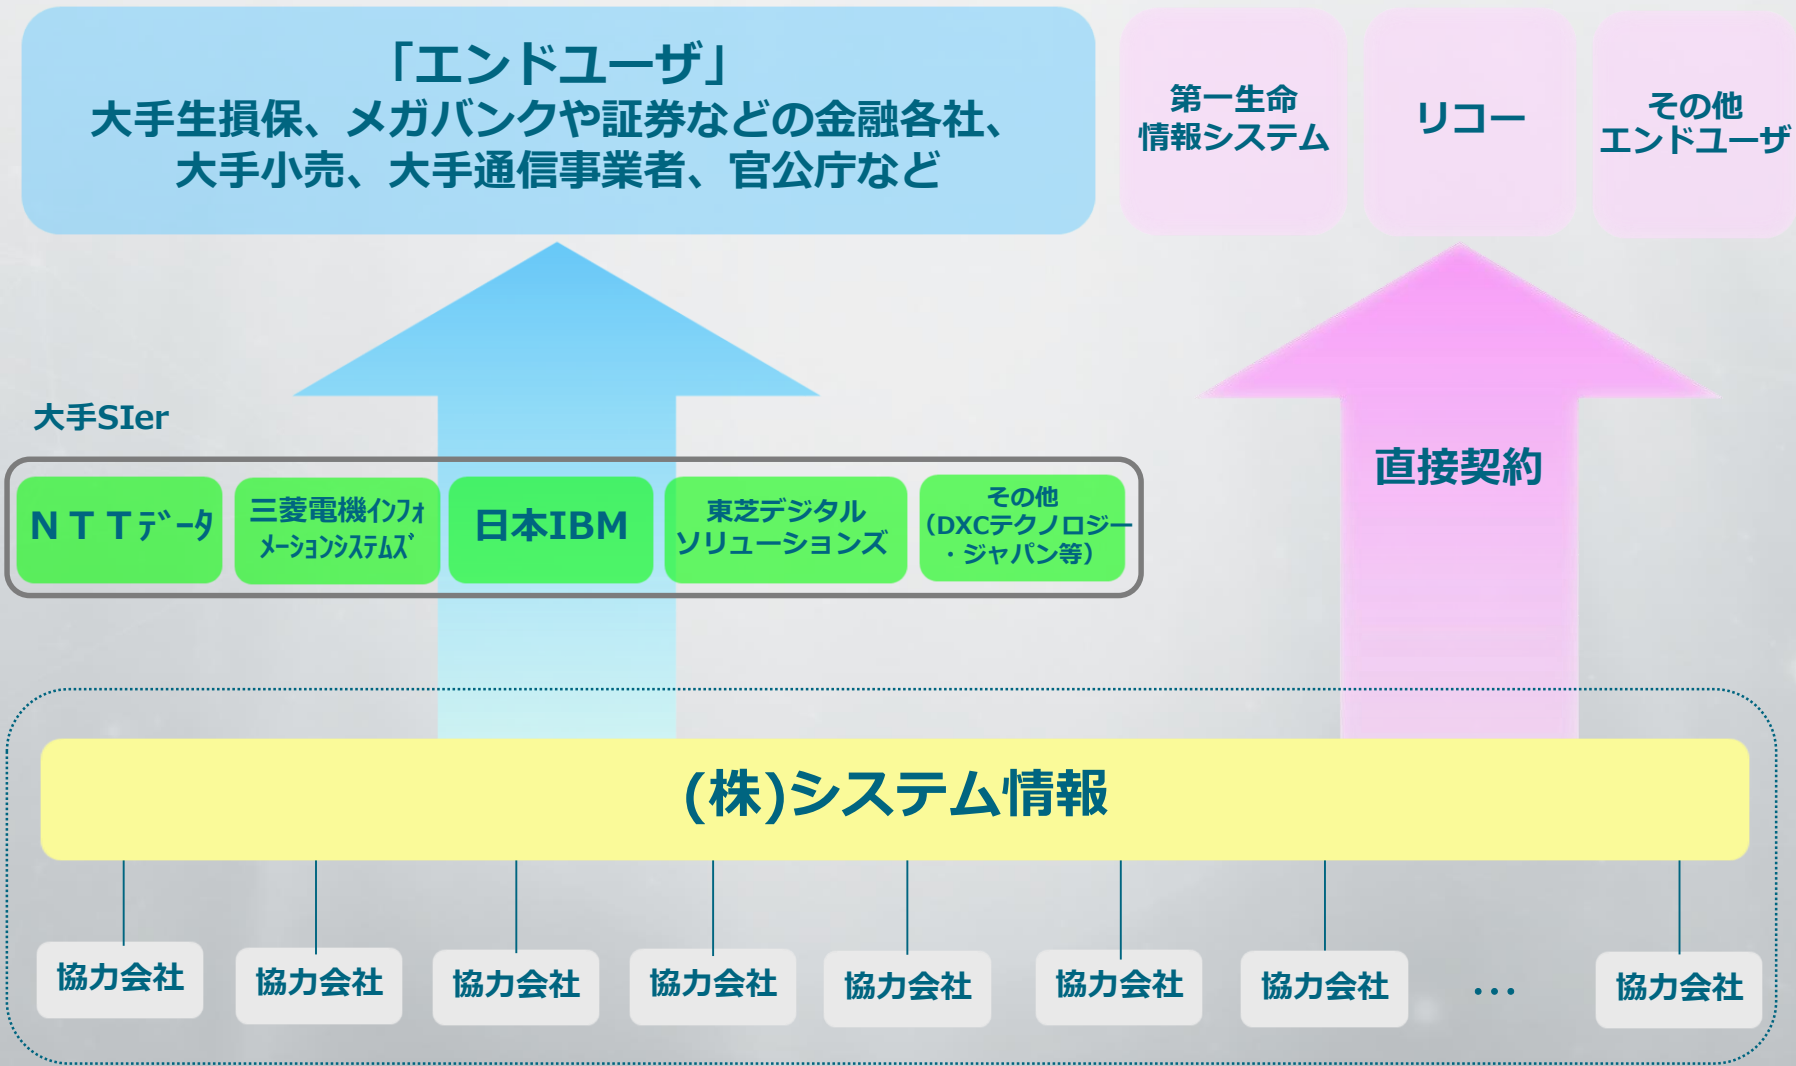 「エンドユーザ」
大手生損保、メガバンクや証券などの金融各社、
大手小売、大手通信事業者、官公庁など
第一生命
情報システム
リコー
その他
エンドユーザ
大手SIer
ＮＴＴﾃﾞｰﾀ
三菱電機ｲﾝﾌｫ
ﾒｰｼｮﾝｼｽﾃﾑｽﾞ
日本IBM
東芝デジタル
ソリューションズ
その他
（DXCテクノロジー
・ジャパン等）
直接契約
(株)システム情報
協力会社
協力会社
協力会社
協力会社
協力会社
協力会社
協力会社
…
協力会社